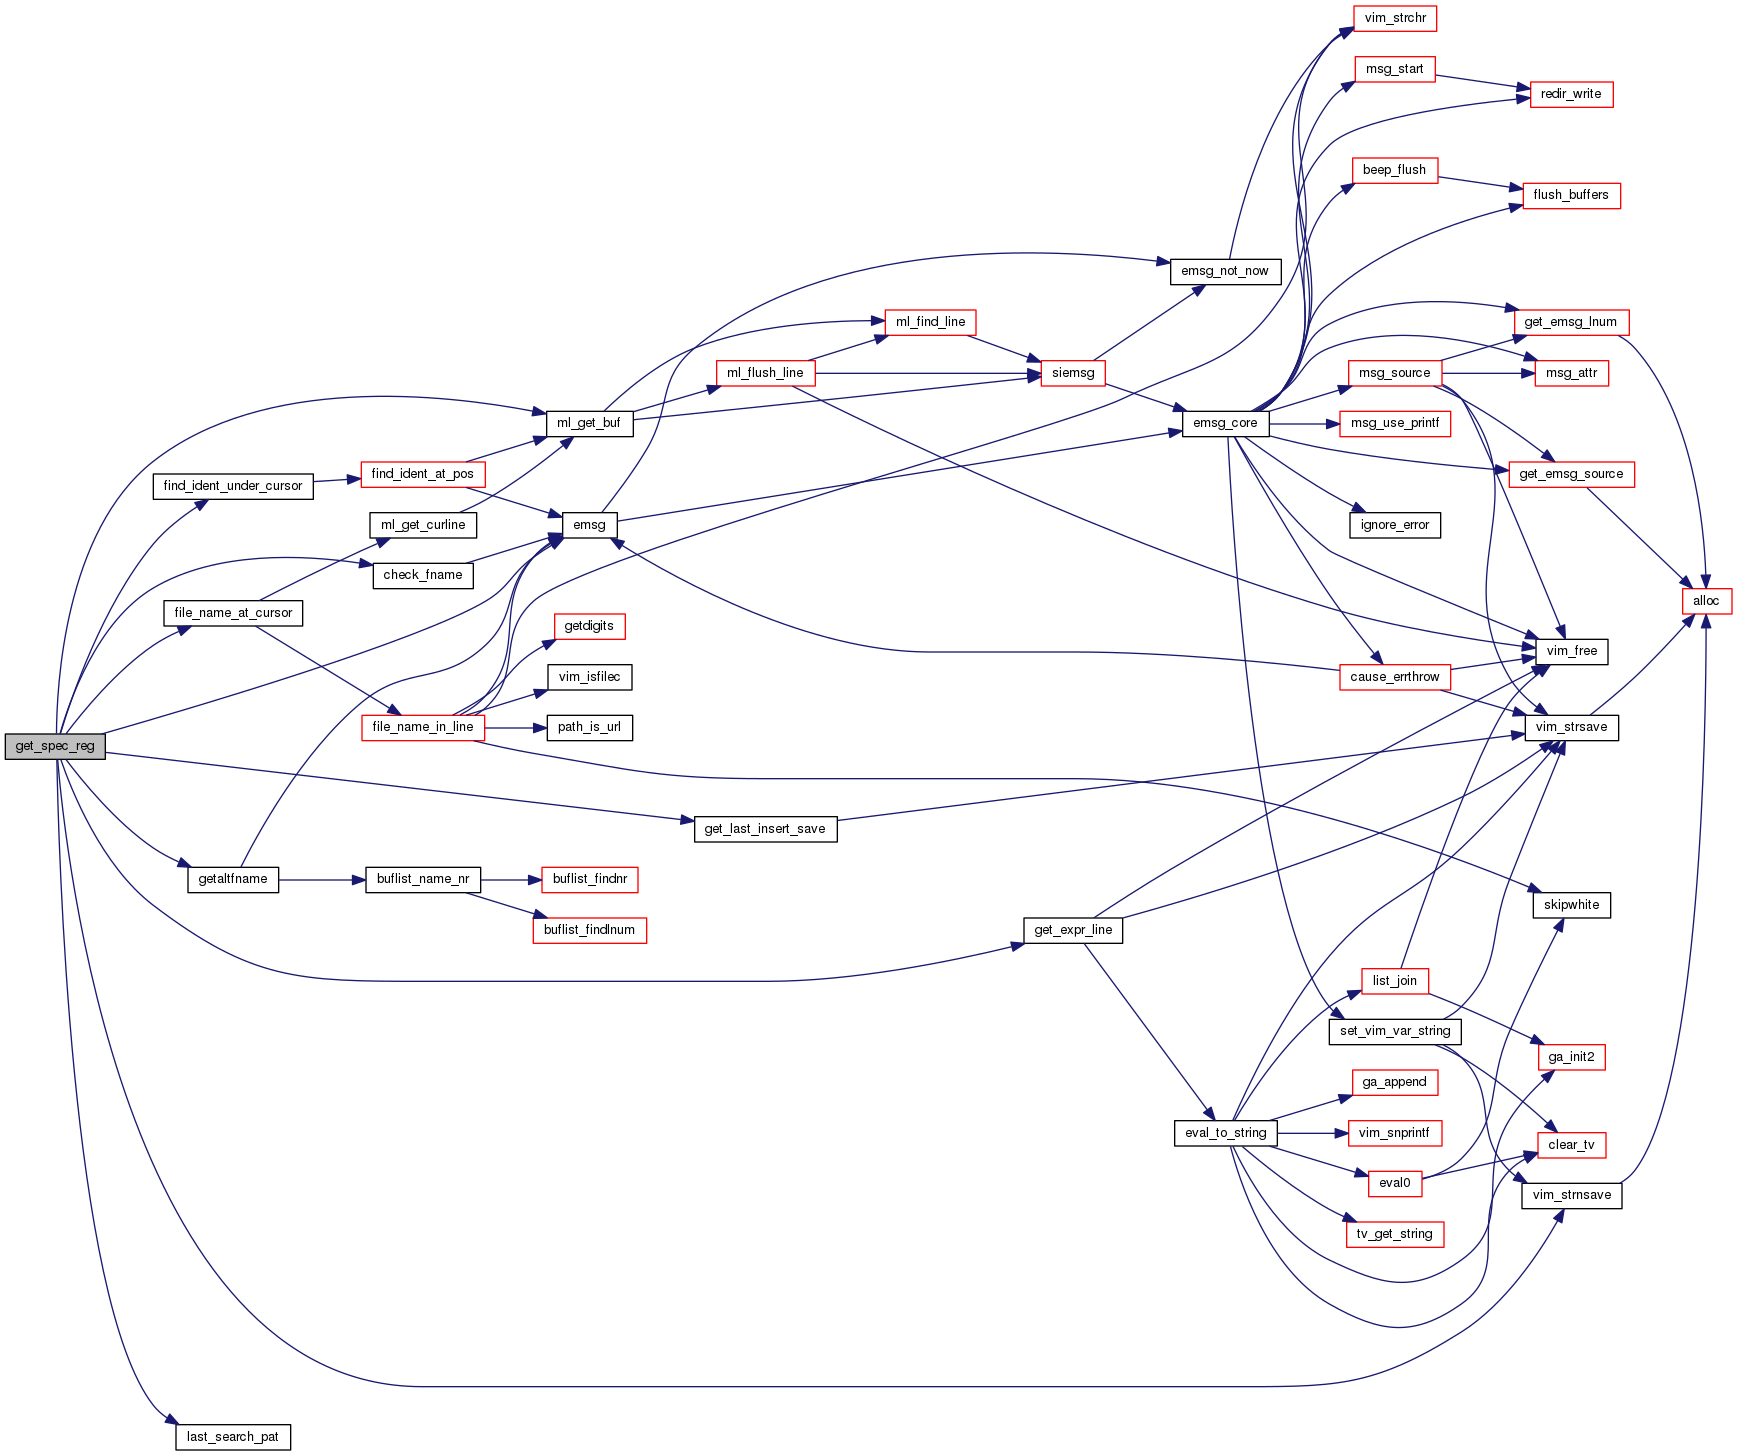 vim_strchr
msg_start
redir_write
beep_flush
flush_buffers
emsg_not_now
ml_find_line
get_emsg_lnum
ml_flush_line
siemsg
msg_source
msg_attr
ml_get_buf
emsg_core
msg_use_printf
find_ident_under_cursor
find_ident_at_pos
get_emsg_source
ml_get_curline
emsg
ignore_error
check_fname
file_name_at_cursor
getdigits
alloc
vim_free
vim_isfilec
cause_errthrow
file_name_in_line
path_is_url
vim_strsave
get_spec_reg
get_last_insert_save
getaltfname
buflist_name_nr
buflist_findnr
skipwhite
buflist_findlnum
get_expr_line
list_join
set_vim_var_string
ga_init2
ga_append
eval_to_string
vim_snprintf
clear_tv
eval0
vim_strnsave
tv_get_string
last_search_pat